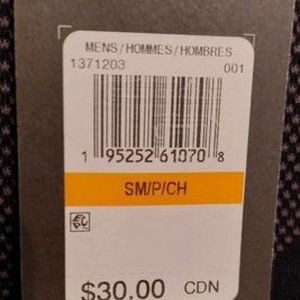 MENS/HOMMES/HOMBRES
1371203 001
1 95252 61070 8
SM/P/CH
$30.00 CDN